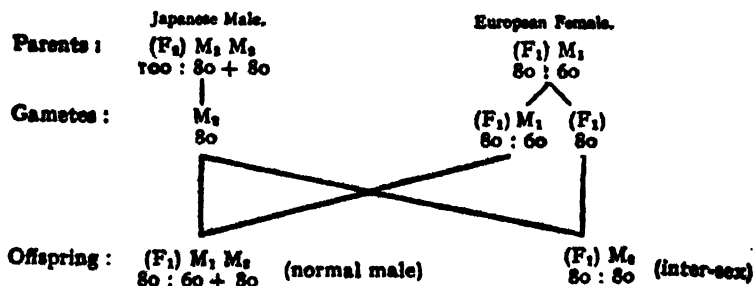 Japanese Male. European Female.
Parents : (F₂) M₂ M₂ (F₁) M₁
100 : 80 + 80 80 : 60
Gametes : M₂ (F₁) M₁ (F₁)
80 80 : 60 80
Offspring : (F₁) M₁ M₂ (normal male) (F₁) M₂ (inter-sex)
80 : 60 + 80 80 : 80